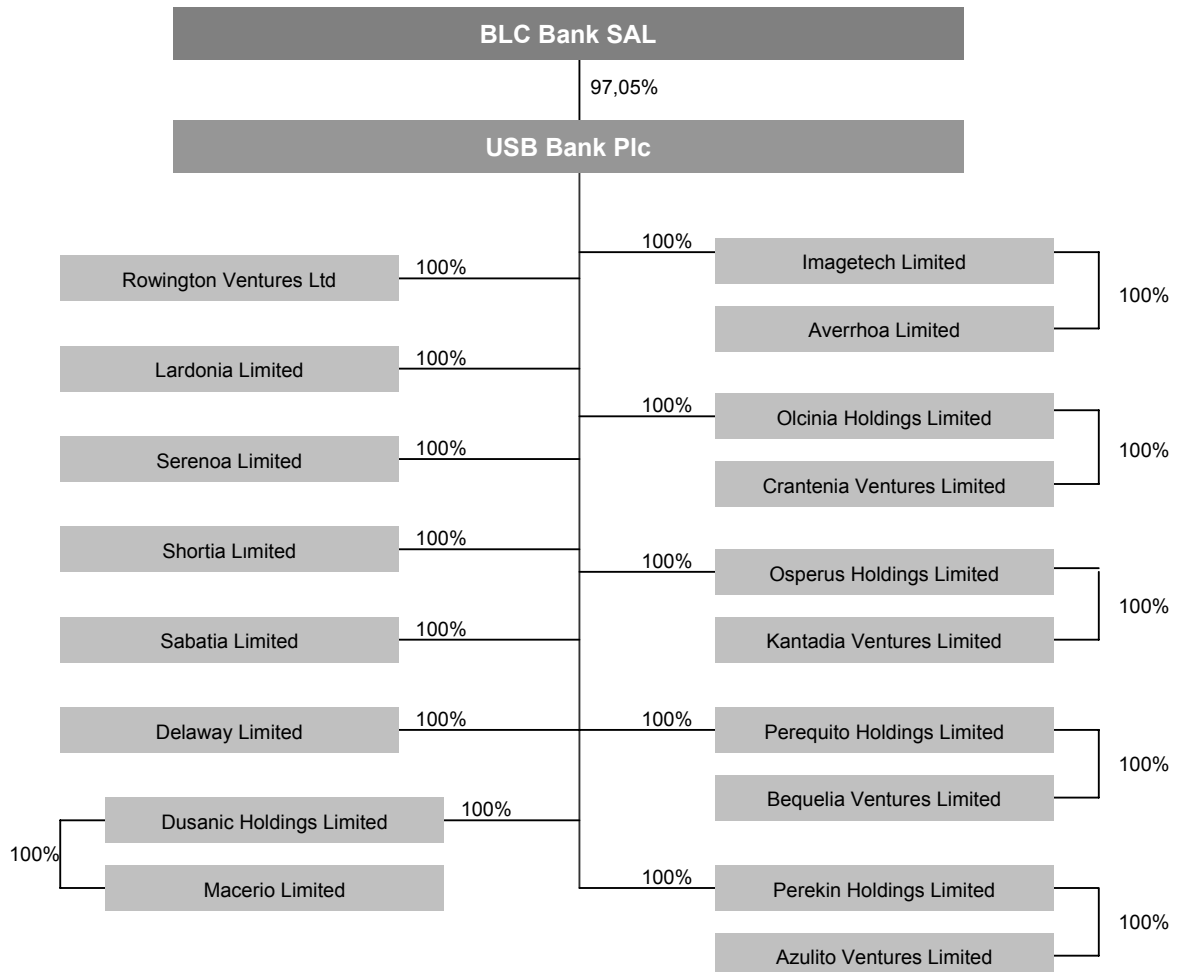 BLC Bank SAL
97,05%
USB Bank Plc
100%
Imagetech Limited
100%
Rowington Ventures Ltd
100%
Averrhoa Limited
100%
Lardonia Limited
100%
Olcinia Holdings Limited
100%
Serenoa Limited
100%
Crantenia Ventures Limited
100%
Shortia Limited
100%
Osperus Holdings Limited
100%
Sabatia Limited
100%
Kantadia Ventures Limited
100%
Delaway Limited
100%
Perequito Holdings Limited
100%
Bequelia Ventures Limited
Dusanic Holdings Limited
100%
100%
Macerio Limited
100%
Perekin Holdings Limited
100%
Azulito Ventures Limited